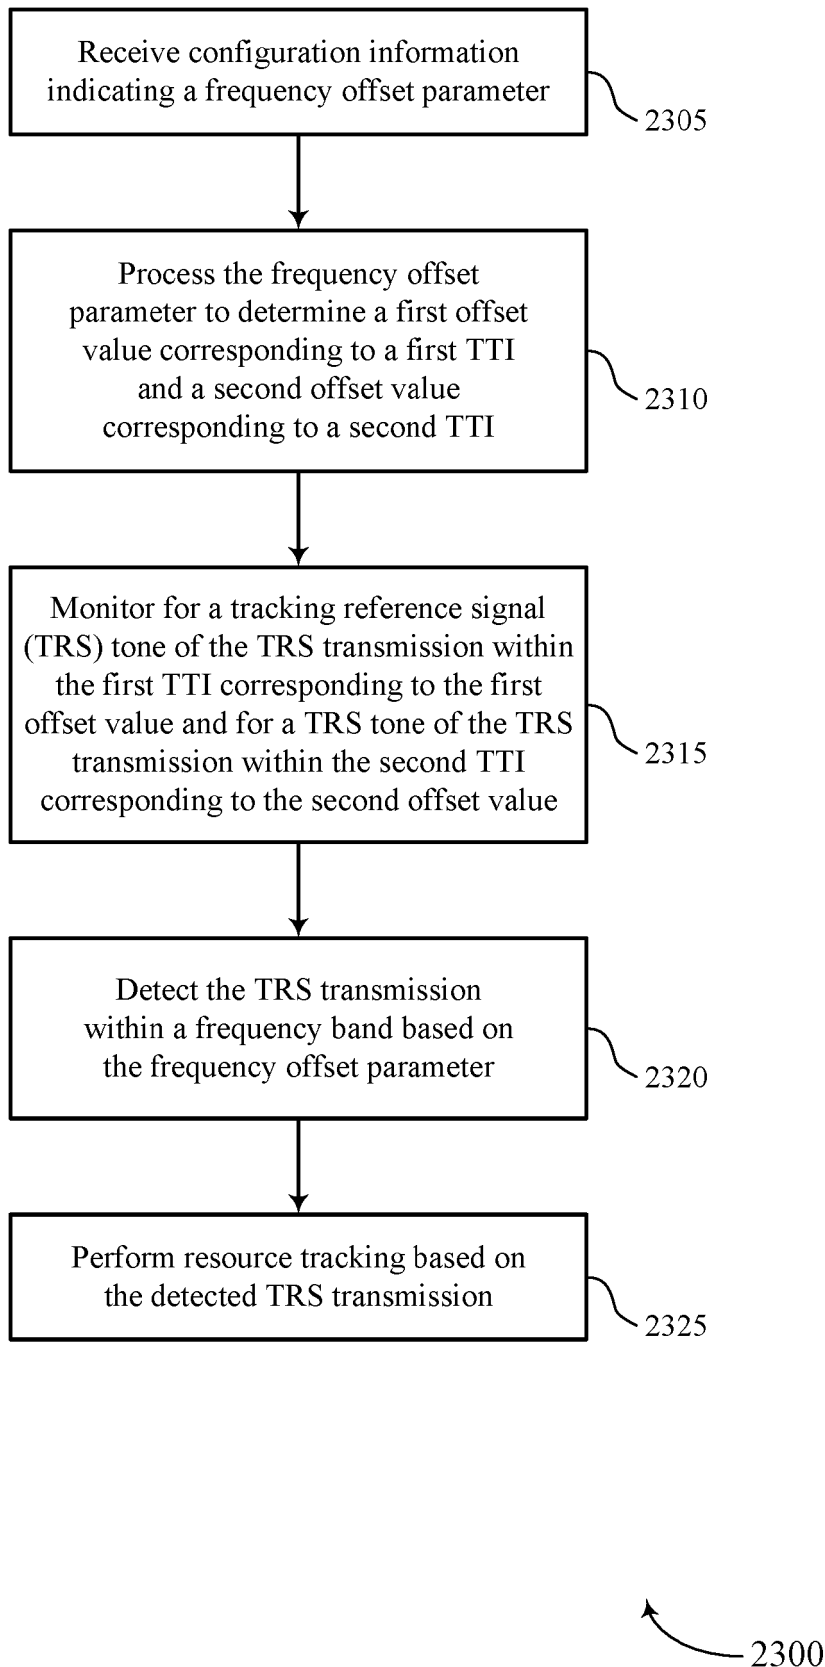 Receive configuration information
indicating a frequency offset parameter
2305
Process the frequency offset
parameter to determine a first offset
value corresponding to a first TTI
and a second offset value
corresponding to a second TTI
2310
Monitor for a tracking reference signal
(TRS) tone of the TRS transmission within
the first TTI corresponding to the first
offset value and for a TRS tone of the TRS
transmission within the second TTI
corresponding to the second offset value
2315
Detect the TRS transmission
within a frequency band based on
the frequency offset parameter
2320
Perform resource tracking based on
the detected TRS transmission
2325
2300